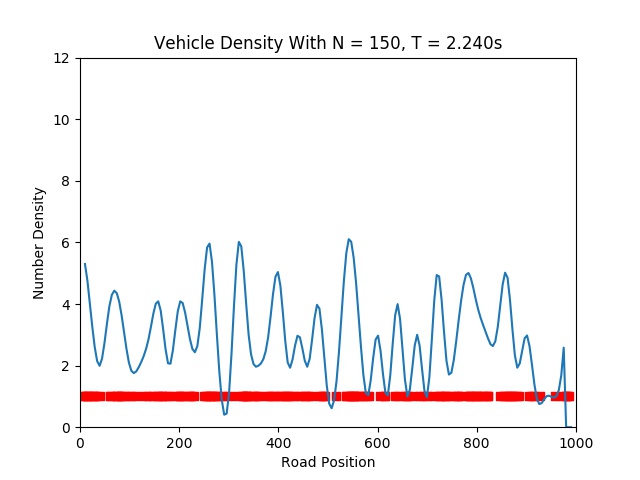 Vehicle Density With N = 150, T = 2.240s
12
10
8
6
4
2
0
Number Density
0 200 400 600 800 1000
Road Position